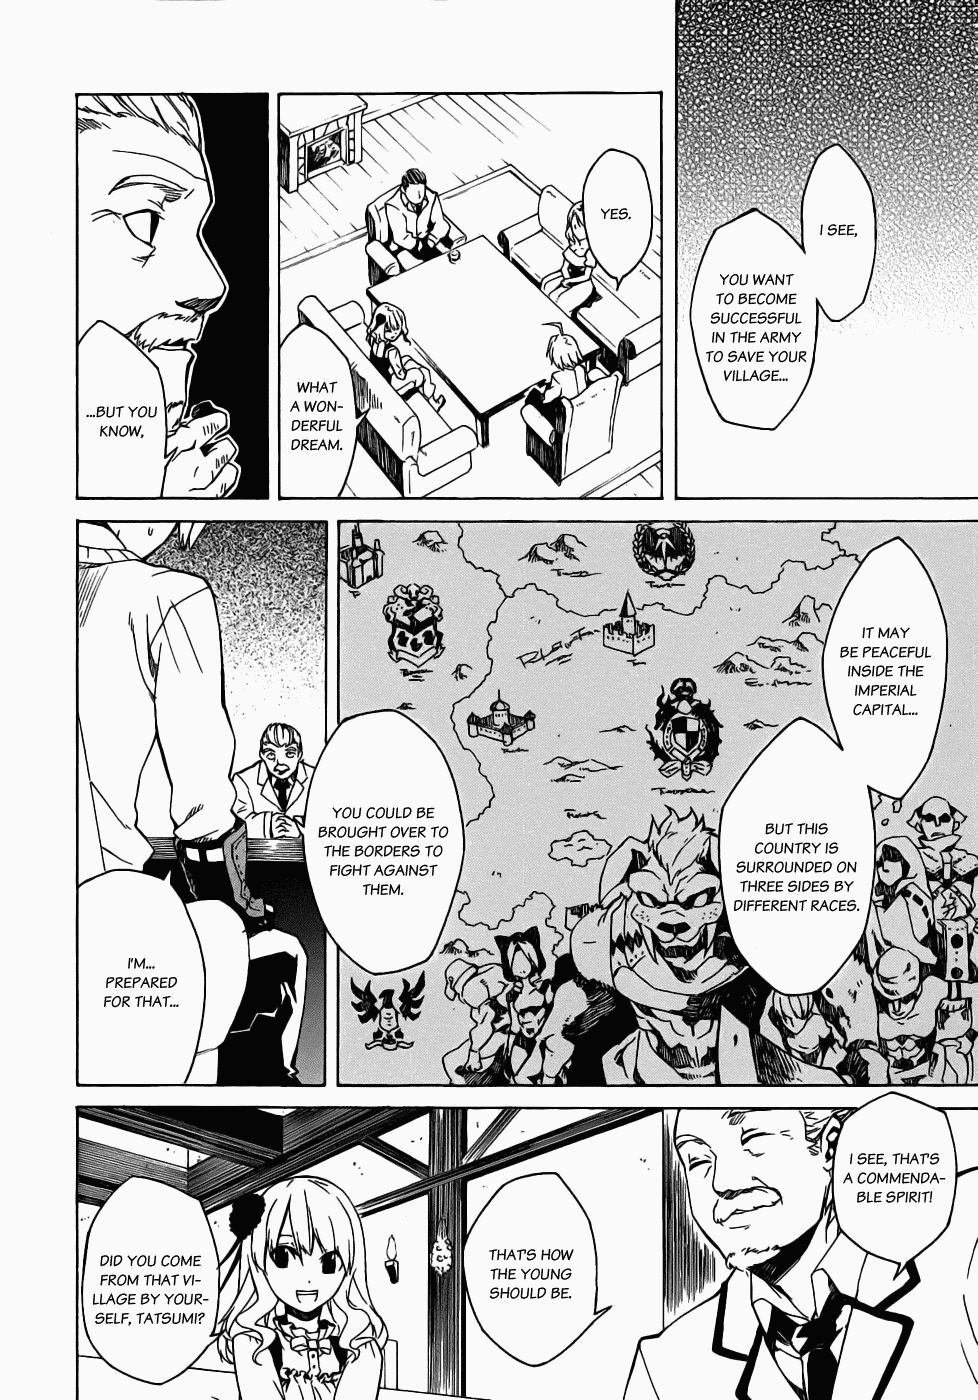 I SEE,
YOU WANT
TO BECOME
SUCCESSFUL
IN THE ARMY
TO SAVE YOUR
VILLAGE...
YES.
WHAT
A WON-
DERFUL
DREAM.
...BUT YOU
KNOW,
IT MAY
BE PEACEFUL
INSIDE THE
IMPERIAL
CAPITAL...
BUT THIS
COUNTRY IS
SURROUNDED ON
THREE SIDES BY
DIFFERENT RACES.
YOU COULD BE
BROUGHT OVER TO
THE BORDERS TO
FIGHT AGAINST
THEM.
I'M...
PREPARED
FOR THAT...
I SEE, THAT'S
A COMMENDA-
BLE SPIRIT!
THAT'S HOW
THE YOUNG
SHOULD BE.
DID YOU COME
FROM THAT VI-
LLAGE BY YOUR-
SELF, TATSUMI?